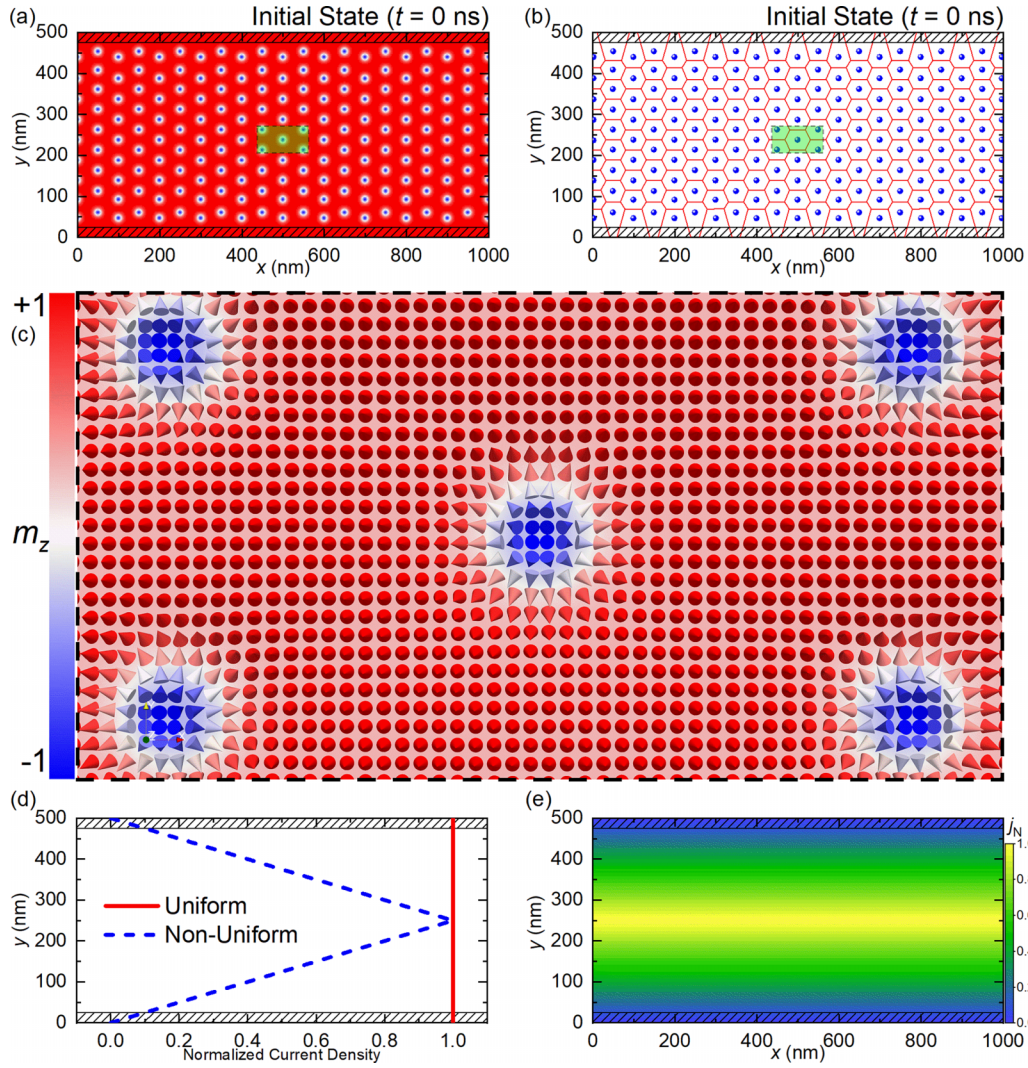 (a) Initial State (t = 0 ns)
(b) Initial State (t = 0 ns)
500
400
300
200
100
0
y (nm)
0 200 400 600 800 1000
x (nm)
500
400
300
200
100
0
y (nm)
0 200 400 600 800 1000
x (nm)
+1
(c)
mz
-1
(d)
500
400
300
200
100
0
y (nm)
Uniform
Non-Uniform
0.0 0.2 0.4 0.6 0.8 1.0
Normalized Current Density
(e)
500
400
300
200
100
0
y (nm)
0 200 400 600 800 1000
x (nm)
jN